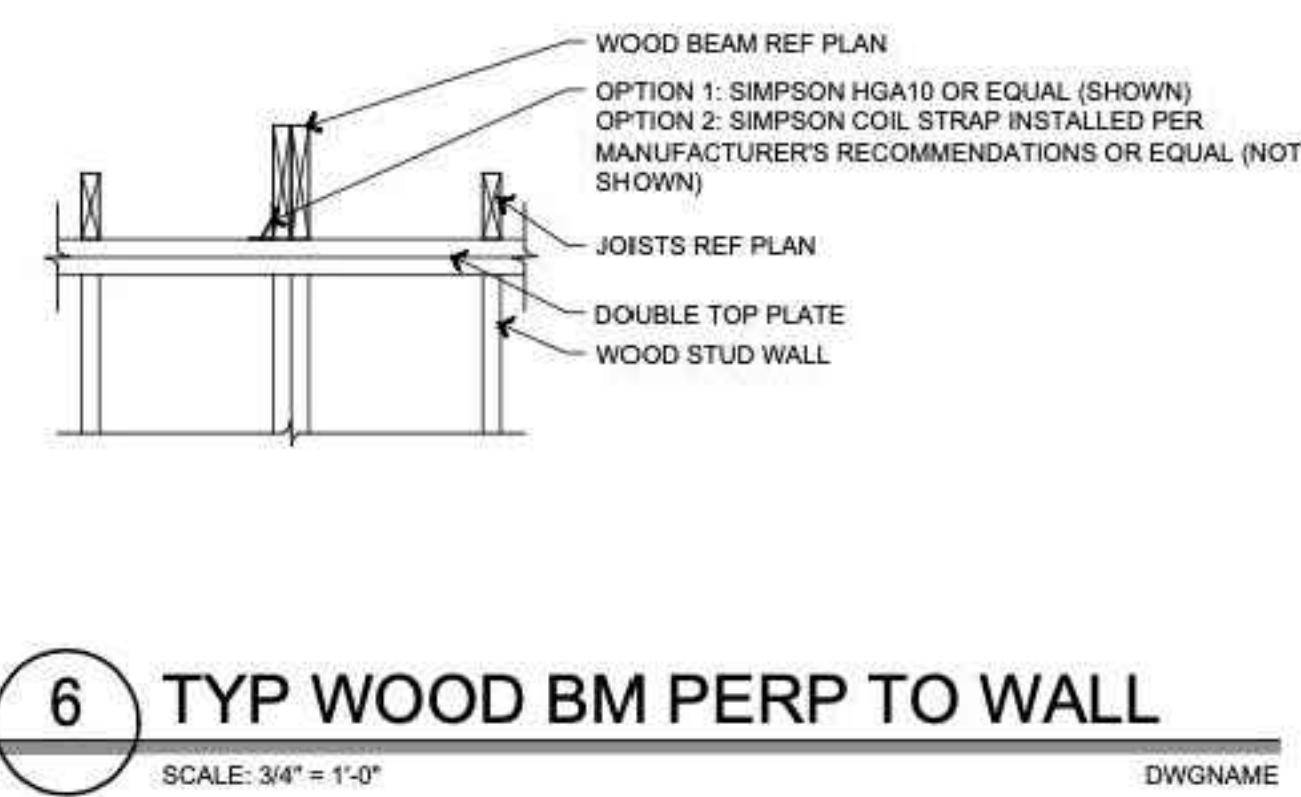 WOOD BEAM REF PLAN
OPTION 1: SIMPSON HGA10 OR EQUAL (SHOWN)
OPTION 2: SIMPSON COIL STRAP INSTALLED PER
MANUFACTURER'S RECOMMENDATIONS OR EQUAL (NOT
SHOWN)
JOISTS REF PLAN
DOUBLE TOP PLATE
WOOD STUD WALL
6 TYP WOOD BM PERP TO WALL
SCALE: 3/4" = 1'-0" DWGNAME